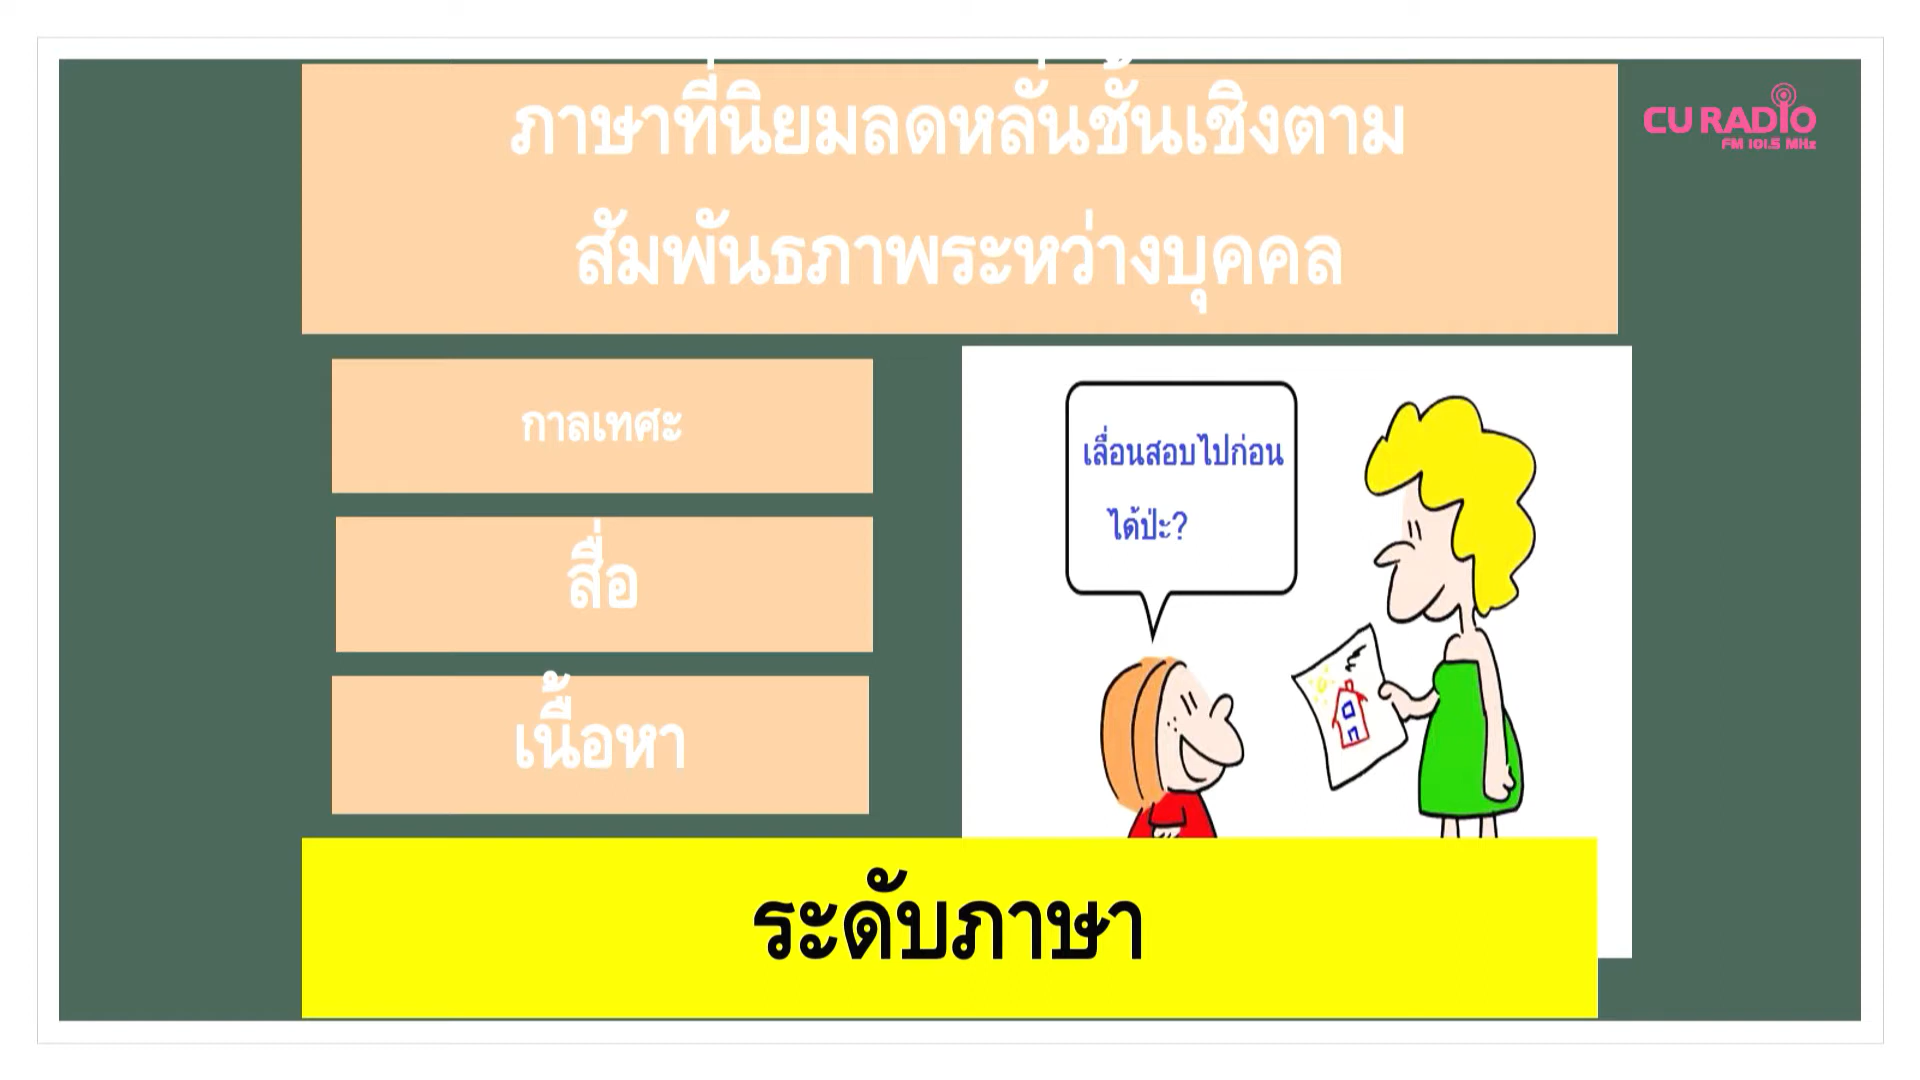 ภาษาที่นิยมลดหลั่นชั้นเชิงตาม
สัมพันธภาพระหว่างบุคคล
CU RADIO
FM 101.5 MHz
กาลเทศะ
สื่อ
เนื้อหา
เลื่อนสอบไปก่อน
ได้ป่ะ?
ระดับภาษา